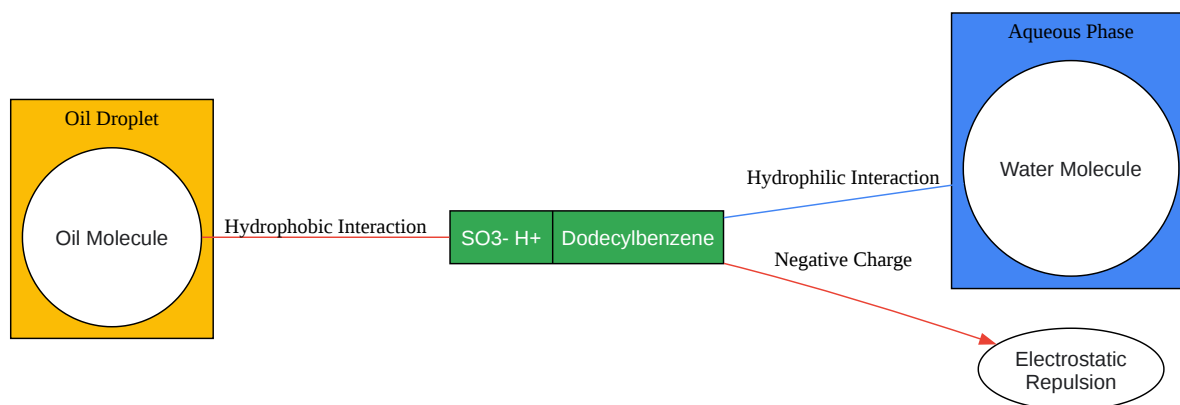 Aqueous Phase
Oil Droplet
Water Molecule
Hydrophilic Interaction
Hydrophobic Interaction
Oil Molecule
SO3- H+
Dodecylbenzene
Negative Charge
Electrostatic
Repulsion